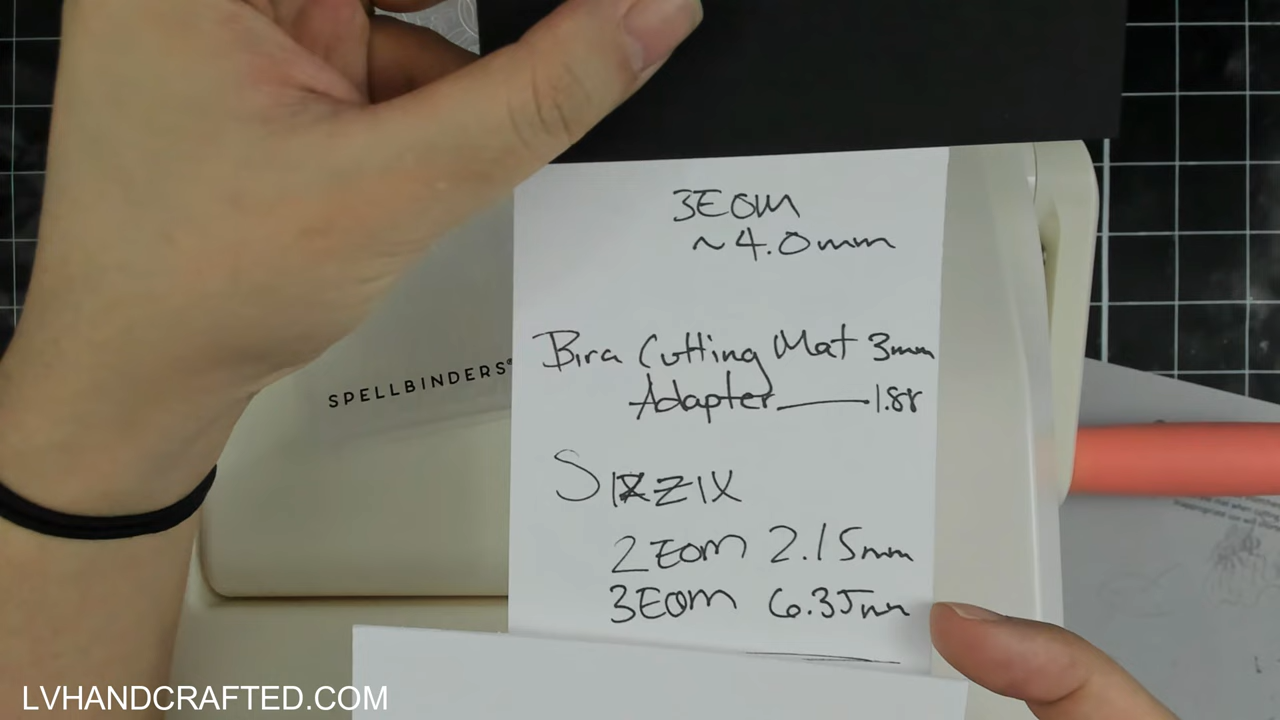 3EOM
~4.0mm
SPELLBINDERS®
Bira Cutting Mat 3mm
Adapter — 1.88
SIZZIX
2EOM 2.15mm
3EOM 6.35mm
LVHANDCRAFTED.COM